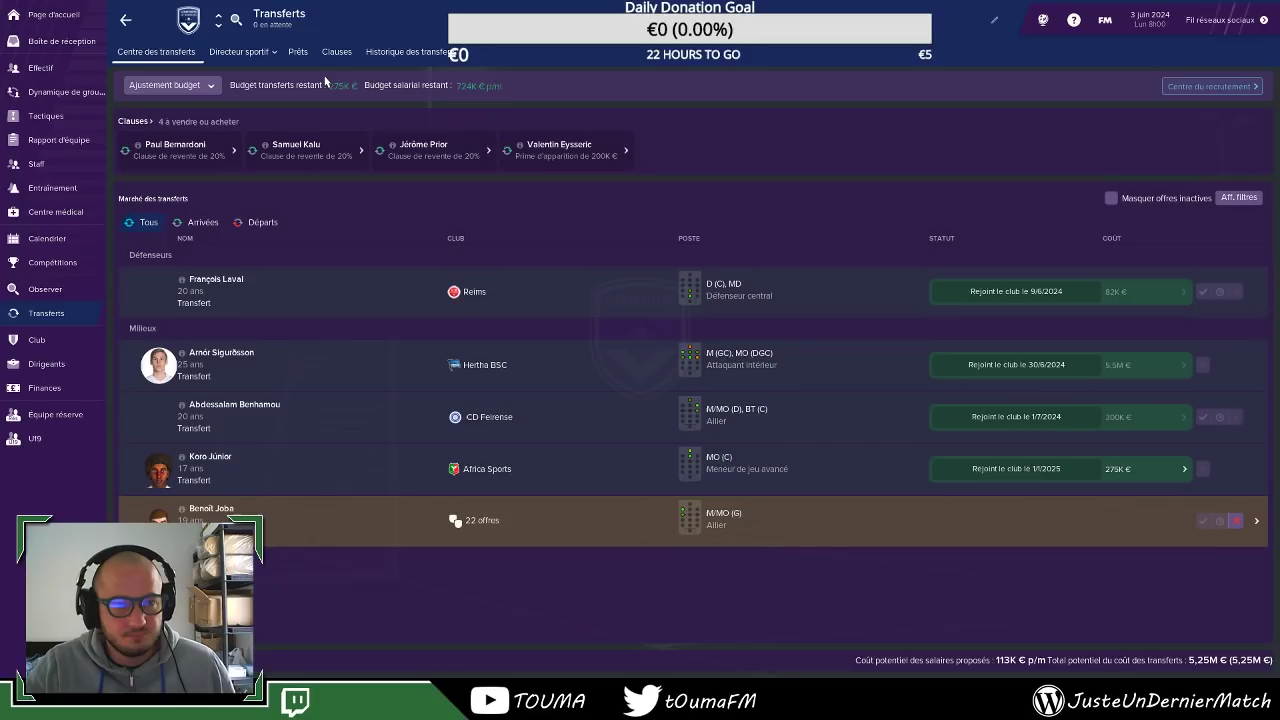 Daily Donation Goal
€0 (0.00%)
€0
22 HOURS TO GO
€5
Transferts
0 en attente
FM
3 juin 2024
Lun 8h00
Fil réseaux sociaux
Centre des transferts
Directeur sportif
Prêts
Clauses
Historique des transfe
Ajustement budget
Budget transferts restant
275K €
Budget salarial restant :
724K € p/m
Centre du recrutement
Page d'accueil
Boîte de réception
Effectif
Dynamique de grou...
Tactiques
Rapport d'équipe
Staff
Entraînement
Centre médical
Calendrier
Compétitions
Observer
Transferts
Club
Dirigeants
Finances
Equipe réserve
U19
Clauses
4 à vendre ou acheter
Paul Bernardoni
Clause de revente de 20%
Samuel Kalu
Clause de revente de 20%
Jérôme Prior
Clause de revente de 20%
Valentin Eysseric
Prime d'apparition de 200K €
Marché des transferts
Masquer offres inactives
Aff. filtres
Tous
Arrivées
Départs
NOM
CLUB
POSTE
STATUT
COÛT
Défenseurs
François Laval
20 ans
Transfert
Reims
D (C), MD
Défenseur central
Rejoint le club le 9/6/2024
82K €
Milieux
Arnór Sigurðsson
25 ans
Transfert
Hertha BSC
M (GC), MO (DGC)
Attaquant intérieur
Rejoint le club le 30/6/2024
5.5M €
Abdessalam Benhamou
20 ans
Transfert
CD Feirense
M/MO (D), BT (C)
Ailier
Rejoint le club le 1/7/2024
300K €
Koro Júnior
17 ans
Transfert
Africa Sports
MO (C)
Meneur de jeu avancé
Rejoint le club le 1/1/2025
275K €
Benoît Joba
19 ans
22 offres
M/MO (G)
Ailier
Coût potentiel des salaires proposés : 113K € p/m Total potentiel du coût des transferts : 5,25M € (5,25M €)
TOUMA
tOumaFM
JusteUnDernierMatch